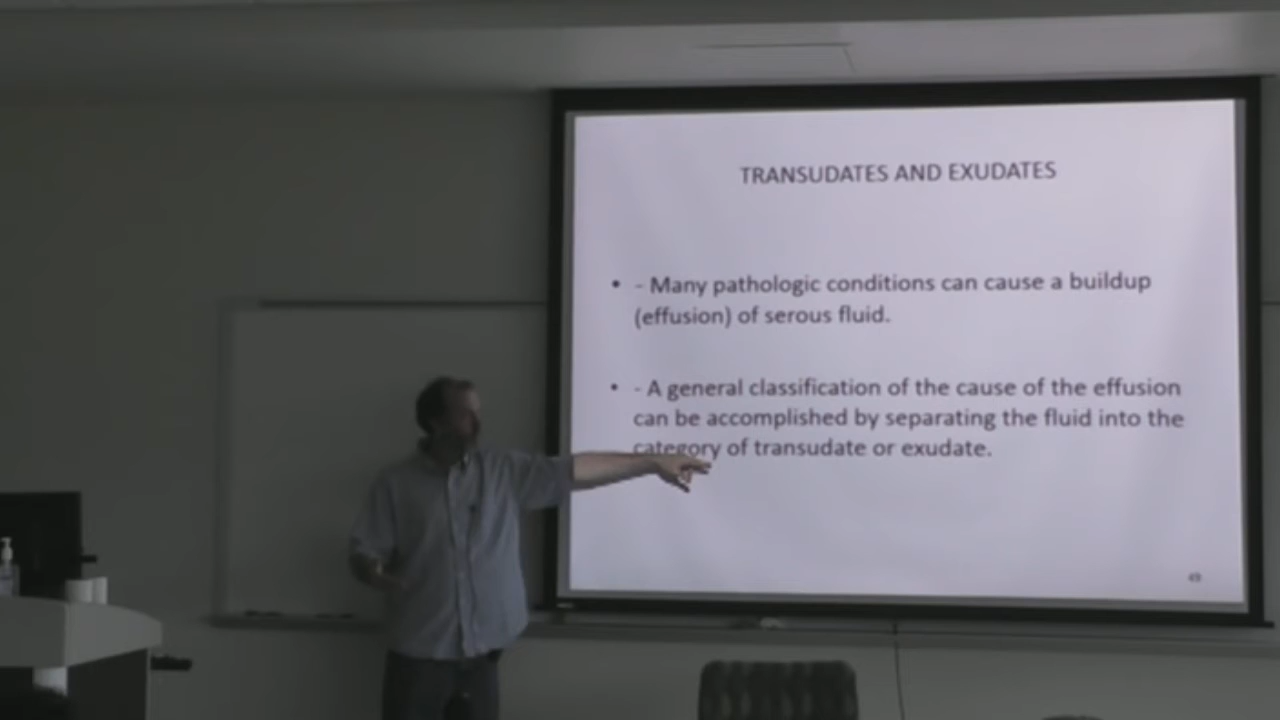 TRANSUDATES AND EXUDATES
• - Many pathologic conditions can cause a buildup
(effusion) of serous fluid.
• - A general classification of the cause of the effusion
can be accomplished by separating the fluid into the
category of transudate or exudate.